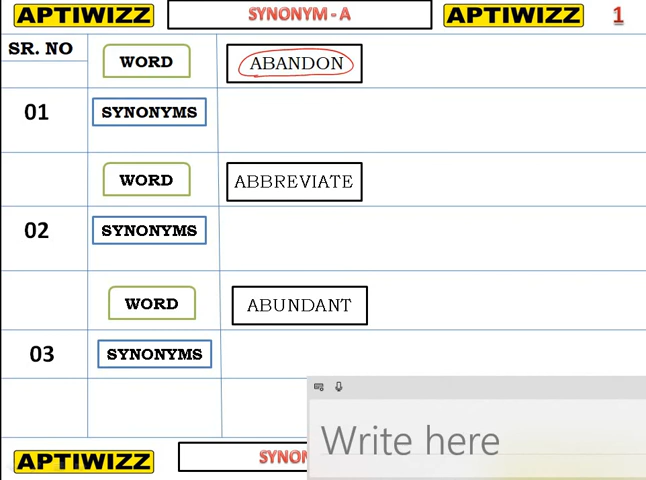 APTIWIZZ SYNONYM - A APTIWIZZ 1
SR. NO WORD ABANDON
01 SYNONYMS
WORD ABBREVIATE
02 SYNONYMS
WORD ABUNDANT
03 SYNONYMS
Write here
APTIWIZZ